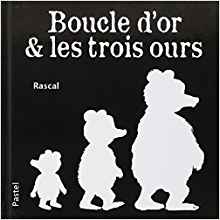 Boucle d'or
& les trois ours
Rascal
Pastel